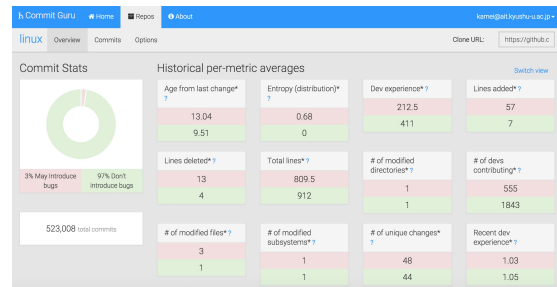 Commit Guru Home Repos About kamei@ait.kyushu-u.ac.jp
linux Overview Commits Options Clone URL: https://github.c
Commit Stats
3% May Introduce bugs
97% Don't introduce bugs
523,008 total commits
Historical per-metric averages
Switch view
Age from last change* ?
13.04
9.51
Entropy (distribution)* ?
0.68
0
Dev experience* ?
212.5
411
Lines added* ?
57
7
Lines deleted* ?
13
4
Total lines* ?
809.5
912
# of modified directories* ?
1
1
# of devs contributing* ?
555
1843
# of modified files* ?
3
1
# of modified subsystems* ?
1
1
# of unique changes* ?
48
44
Recent dev experience* ?
1.03
1.05